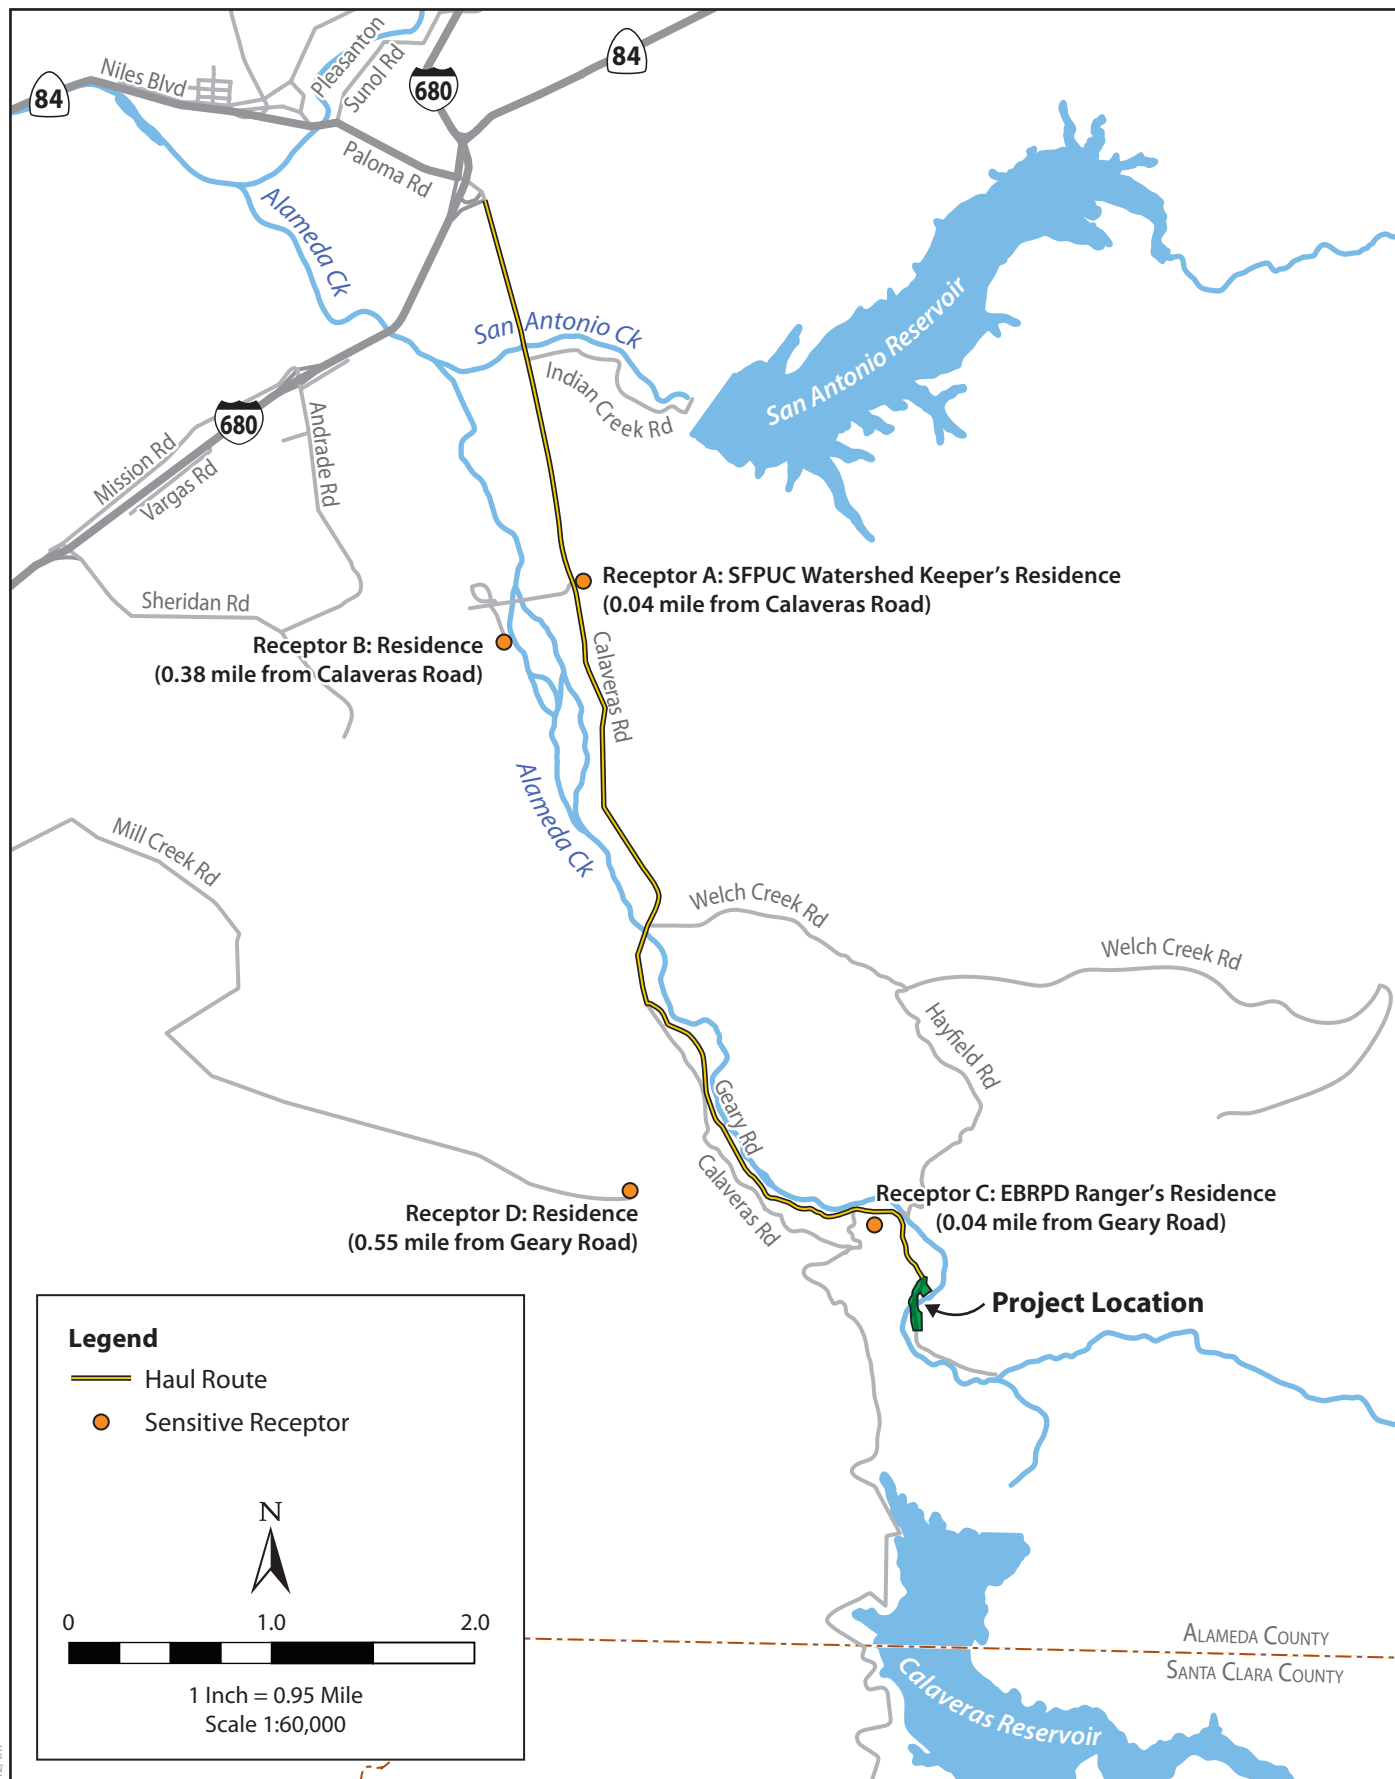 84
Niles Blvd
Pleasanton
Sunol Rd
680
84
Paloma Rd
Alameda Ck
San Antonio Ck
San Antonio Reservoir
Indian Creek Rd
680
Andrade Rd
Mission Rd
Vargas Rd
Receptor A: SFPUC Watershed Keeper's Residence
(0.04 mile from Calaveras Road)
Sheridan Rd
Receptor B: Residence
(0.38 mile from Calaveras Road)
Calaveras Rd
Alameda Ck
Mill Creek Rd
Welch Creek Rd
Welch Creek Rd
Hayfield Rd
Geary Rd
Calaveras Rd
Receptor C: EBRPD Ranger's Residence
(0.04 mile from Geary Road)
Receptor D: Residence
(0.55 mile from Geary Road)
Project Location
Legend
Haul Route
Sensitive Receptor
N
0 1.0 2.0
1 Inch = 0.95 Mile
Scale 1:60,000
Alameda County
Santa Clara County
Calaveras Reservoir